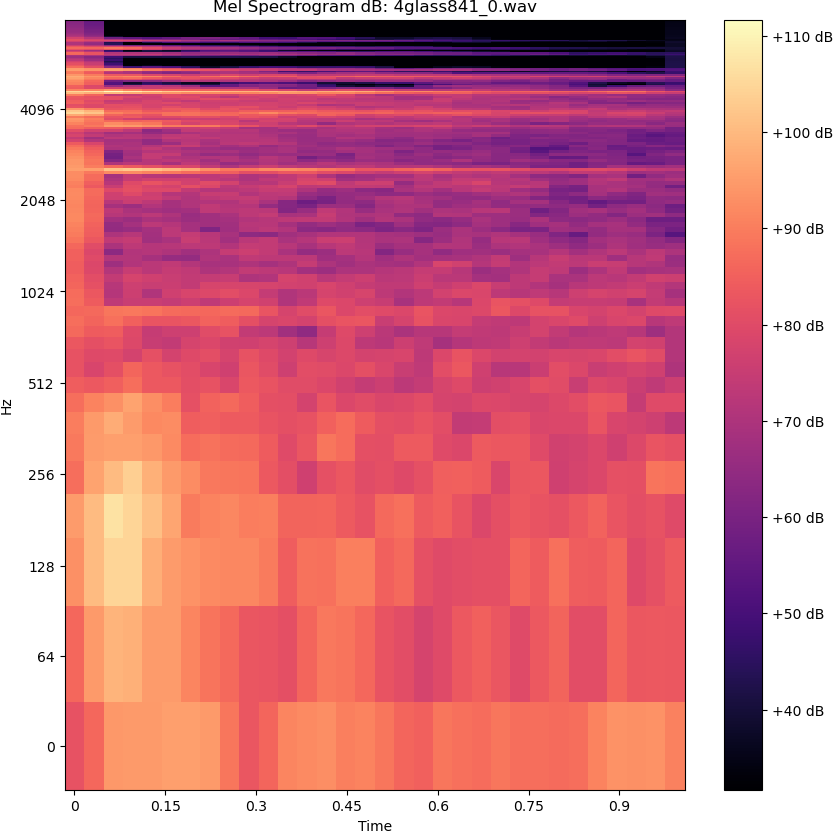 Mel Spectrogram dB: 4glass841_0.wav
Hz
4096
2048
1024
512
256
128
64
0
0 0.15 0.3 0.45 0.6 0.75 0.9
Time
+110 dB
+100 dB
+90 dB
+80 dB
+70 dB
+60 dB
+50 dB
+40 dB